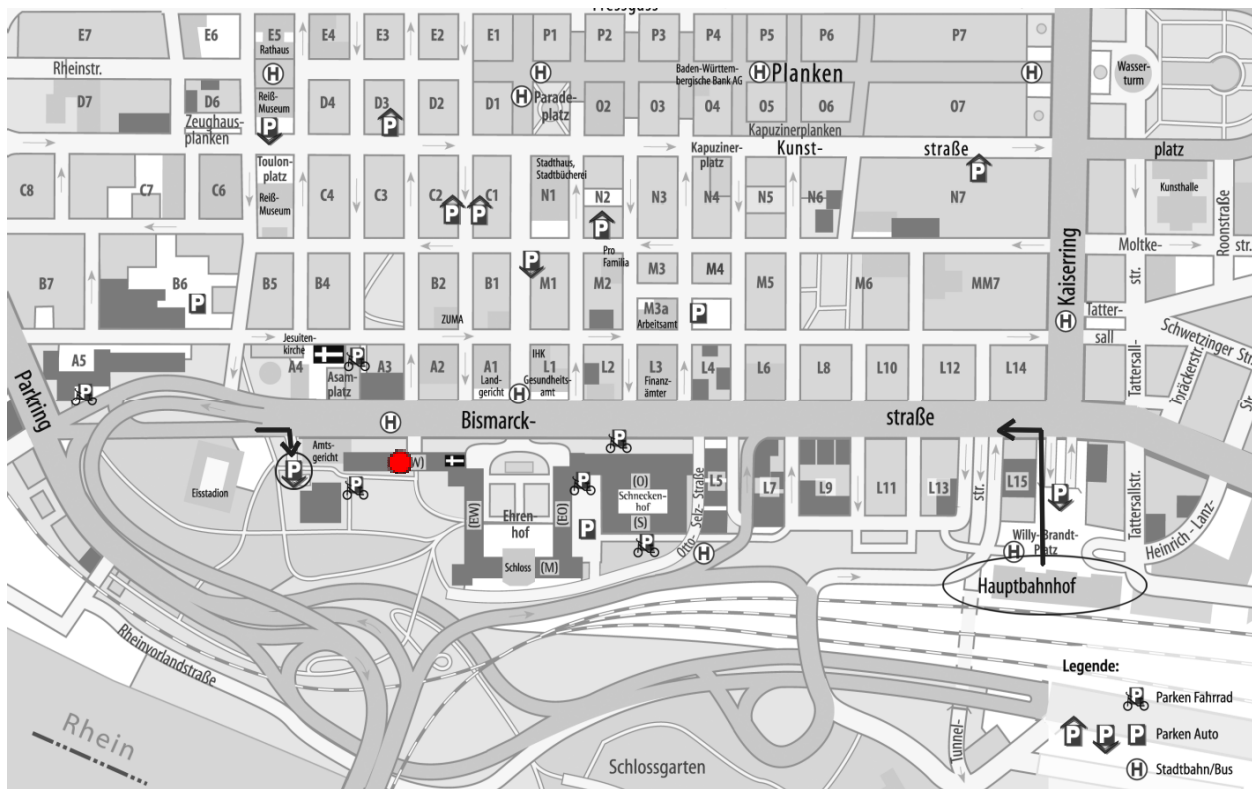 E7
E6
E5
E4
E3
E2
E1
P1
P2
P3
P4
P5
P6
P7
Rathaus
H
Rheinstr.
H
H
H
Baden-Württem-
bergische Bank AG
Planken
Wasser-
turm
D7
D6
Reiß-
Museum
D4
D3
D2
D1
H
Parade-
platz
O2
O3
O4
O5
O6
O7
Zeughaus-
planken
P
P
Kapuzinerplanken
Kapuziner-
platz
Kunst-
straße
platz
C8
C7
C6
Toulon-
platz
Reiß-
Museum
C4
C3
C2
C1
P
P
Stadthaus,
Stadtbücherei
N1
N2
P
N3
N4
N5
N6
N7
P
Kunsthalle
Roonstraße
Moltke-
str.
str.
B7
B6
P
B5
B4
B2
ZUMA
B1
P
M1
Pro
Familia
M2
M3
M3a
Arbeitsamt
M4
P
M5
M6
MM7
Kaiserring
H
Tatter-
sall
Schwetzinger Str.
A5
P
Jesuiten-
kirche
P
A4
Asam-
platz
A3
A2
A1
Land-
gericht
IHK
L1
Gesundheits-
amt
H
L2
L3
Finanz-
ämter
L4
L6
L8
L10
L12
L14
Tattersall-
Toräckerstr.
Parkring
H
Bismarck-
straße
P
Amts-
gericht
P
Eisstadion
P
W)
(EW)
Ehren-
hof
(EO)
Schloss
(M)
P
P
(O)
Schnecken-
hof
(S)
P
L5
Otto-Selz-Straße
H
L7
L9
L11
L13
str.
L15
P
H
Willy-Brandt-
Platz
Tattersallstr.
Heinrich-Lanz-
Hauptbahnhof
Rheinvorlandstraße
Rhein
Schlossgarten
Tunnel-
Legende:
P Parken Fahrrad
P P P Parken Auto
H Stadtbahn/Bus